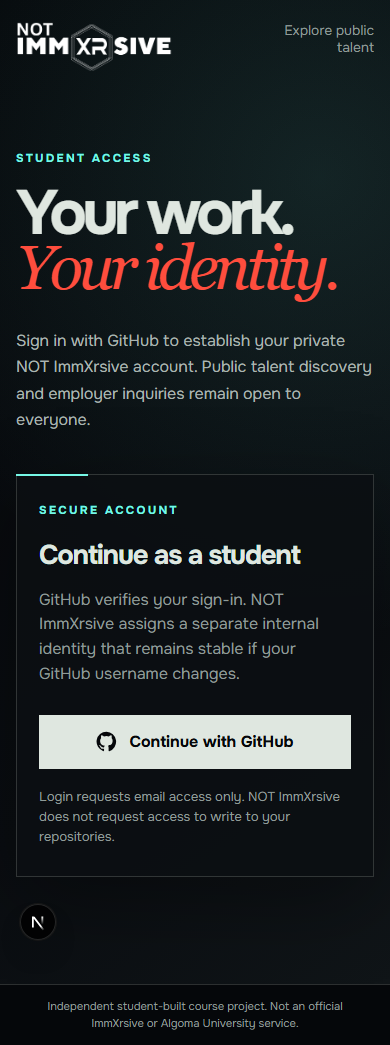 NOT
IMMXRSIVE
Explore public
talent
STUDENT ACCESS
Your work.
Your identity.
Sign in with GitHub to establish your private
NOT ImmXrsive account. Public talent discovery
and employer inquiries remain open to
everyone.
SECURE ACCOUNT
Continue as a student
GitHub verifies your sign-in. NOT
ImmXrsive assigns a separate internal
identity that remains stable if your
GitHub username changes.
Continue with GitHub
Login requests email access only. NOT ImmXrsive
does not request access to write to your
repositories.
N
Independent student-built course project. Not an official
ImmXrsive or Algoma University service.